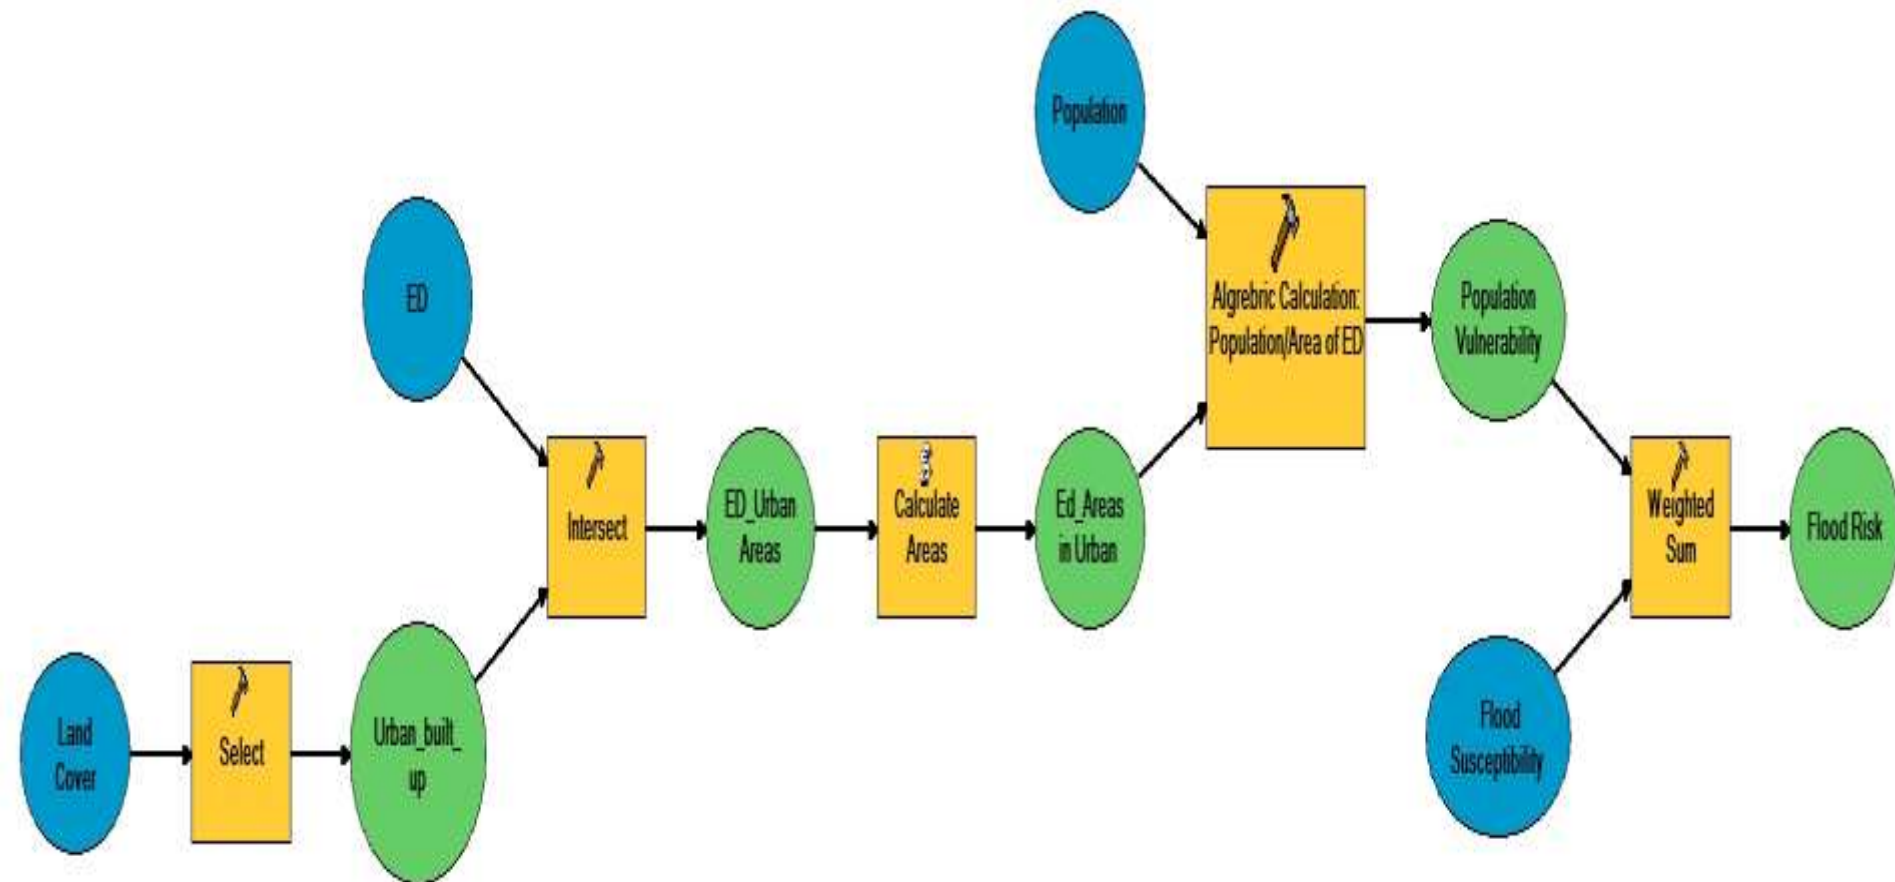 Population
ED
Algrebric Calculation:
Population/Area of ED
Population
Vulnerability
Intersect
ED_Urban
Areas
Calculate
Areas
Ed_Areas
in Urban
Weighted
Sum
Flood Risk
Land
Cover
Select
Urban_built_
up
Flood
Susceptibility